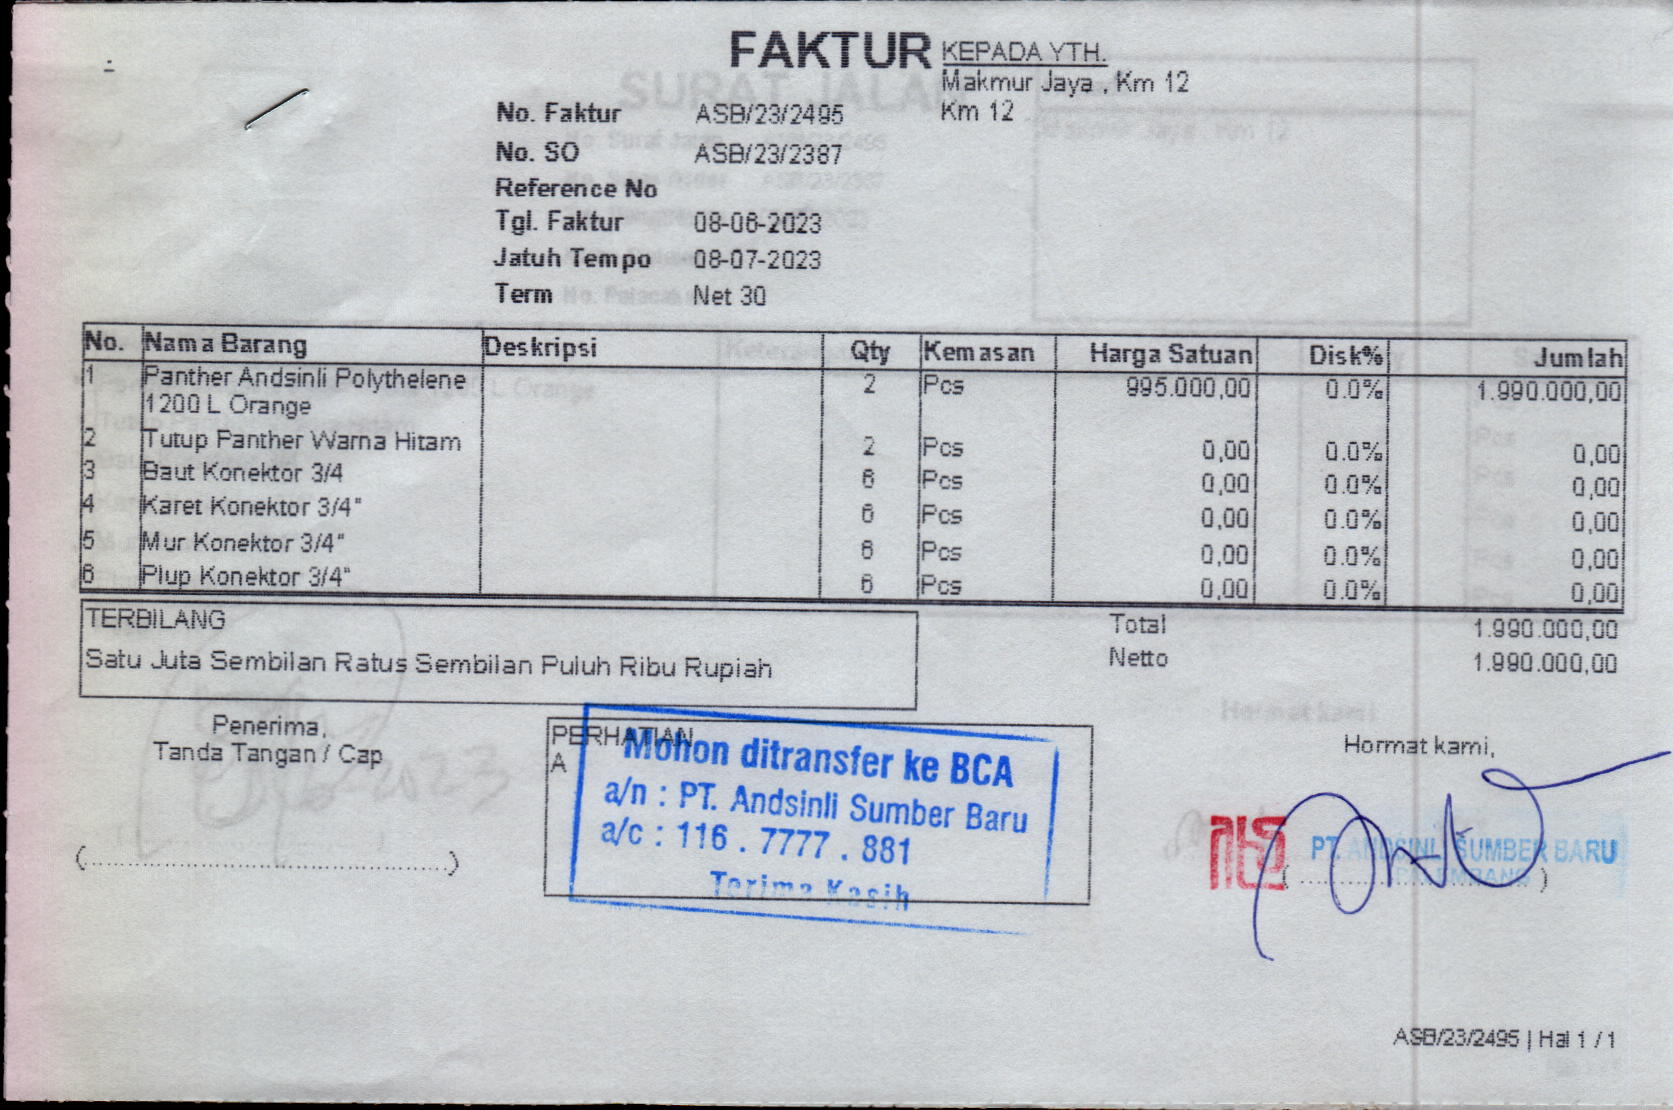 FAKTUR
KEPADA YTH.
Makmur Jaya , Km 12
Km 12
No. Faktur ASB/23/2495
No. SO ASB/23/2387
Reference No
Tgl. Faktur 08-06-2023
Jatuh Tempo 08-07-2023
Term Net 30
No. Nama Barang Deskripsi Qty Kemasan Harga Satuan Disk% Jumlah
1 Panther Andsinli Polythelene 2 Pcs 995.000,00 0.0% 1.990.000,00
1200 L Orange
2 Tutup Panther Warna Hitam 2 Pcs 0,00 0.0% 0,00
3 Baut Konektor 3/4 6 Pcs 0,00 0.0% 0,00
4 Karet Konektor 3/4" 6 Pcs 0,00 0.0% 0,00
5 Mur Konektor 3/4" 6 Pcs 0,00 0.0% 0,00
6 Plup Konektor 3/4" 6 Pcs 0,00 0.0% 0,00
TERBILANG
Satu Juta Sembilan Ratus Sembilan Puluh Ribu Rupiah
Total 1.990.000,00
Netto 1.990.000,00
Penerima,
Tanda Tangan / Cap
(........................................)
PERHATIAN
A
Mohon ditransfer ke BCA
a/n : PT. Andsinli Sumber Baru
a/c : 116 . 7777 . 881
Terima Kasih
Hormat kami,
PT. ANDSINLI SUMBER BARU
PALEMBANG
ASB/23/2495 | Hal 1 / 1